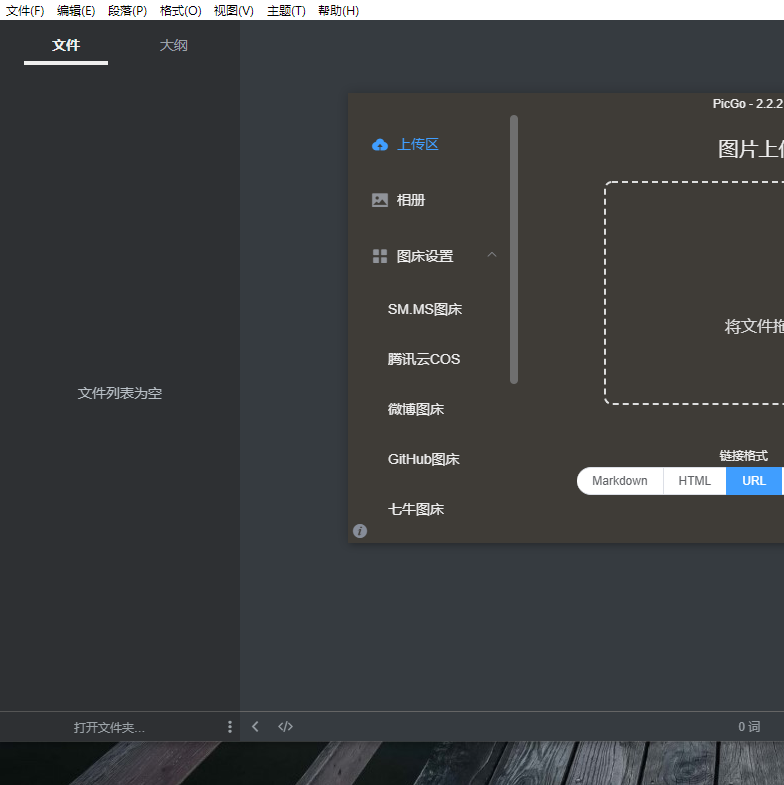 文件(F) 编辑(E) 段落(P) 格式(O) 视图(V) 主题(T) 帮助(H)
文件 大纲
文件列表为空
打开文件夹...
PicGo - 2.2.2
上传区
相册
图床设置
SM.MS图床
腾讯云COS
微博图床
GitHub图床
七牛图床
图片上
将文件拖
链接格式
Markdown HTML URL
0 词